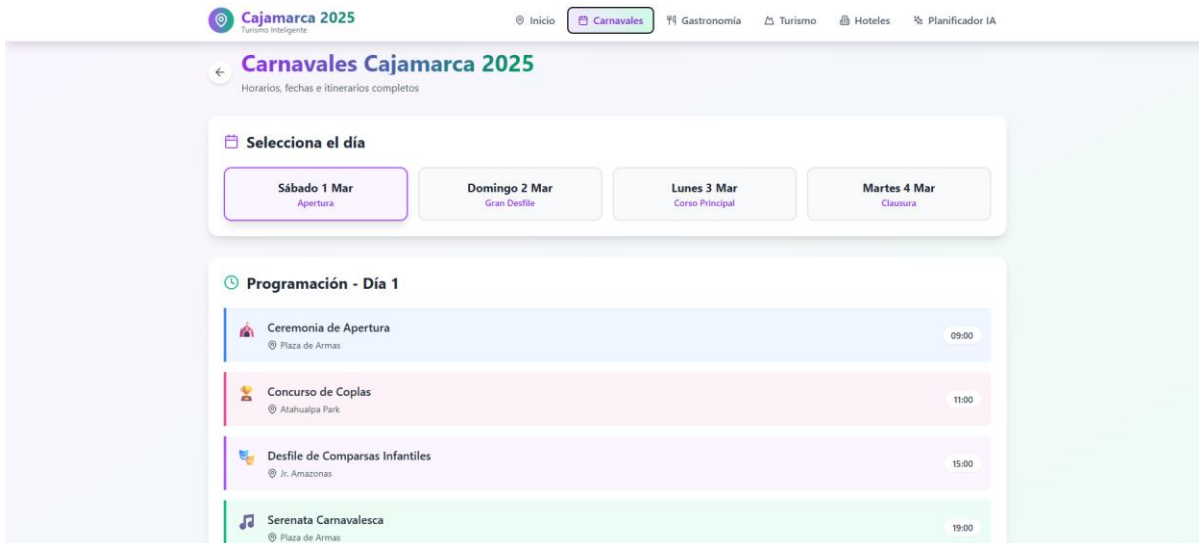 Cajamarca 2025
Turismo Inteligente
Inicio
Carnavales
Gastronomía
Turismo
Hoteles
Planificador IA
Carnavales Cajamarca 2025
Horarios, fechas e itinerarios completos
Selecciona el día
Sábado 1 Mar
Apertura
Domingo 2 Mar
Gran Desfile
Lunes 3 Mar
Corso Principal
Martes 4 Mar
Clausura
Programación - Día 1
Ceremonia de Apertura
Plaza de Armas
09:00
Concurso de Coplas
Atahualpa Park
11:00
Desfile de Comparsas Infantiles
Jr. Amazonas
15:00
Serenata Carnavalesca
Plaza de Armas
19:00